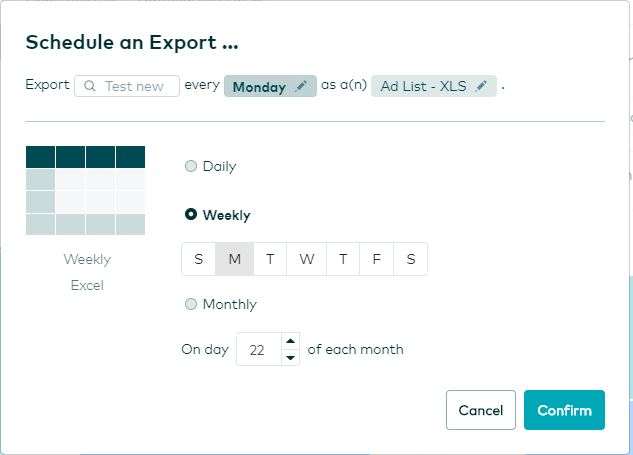 Schedule an Export ...
Export Test new every Monday as a(n) Ad List - XLS .
Daily
Weekly
S M T W T F S
Weekly
Excel
Monthly
On day 22 of each month
Cancel Confirm